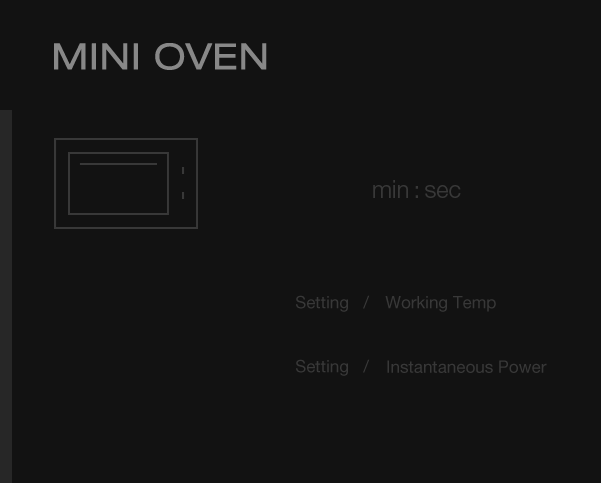 MINI OVEN
min : sec
Setting / Working Temp
Setting / Instantaneous Power